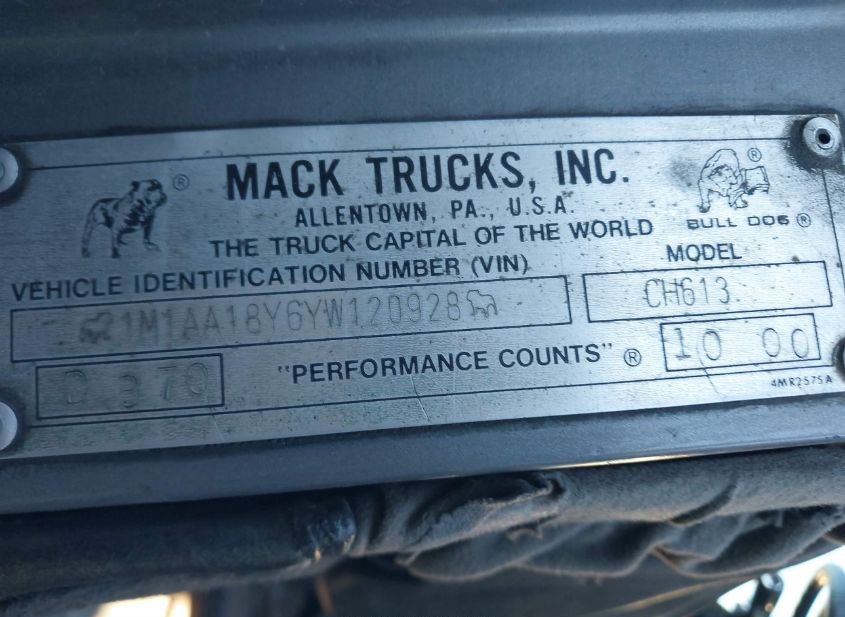 ® MACK TRUCKS, INC. ®
ALLENTOWN, PA., U.S.A.
BULL DOG ®
THE TRUCK CAPITAL OF THE WORLD
VEHICLE IDENTIFICATION NUMBER (VIN)
MODEL
1M1AA18Y6YW120928
CH613
"PERFORMANCE COUNTS" ®
10 00
4MR2575A